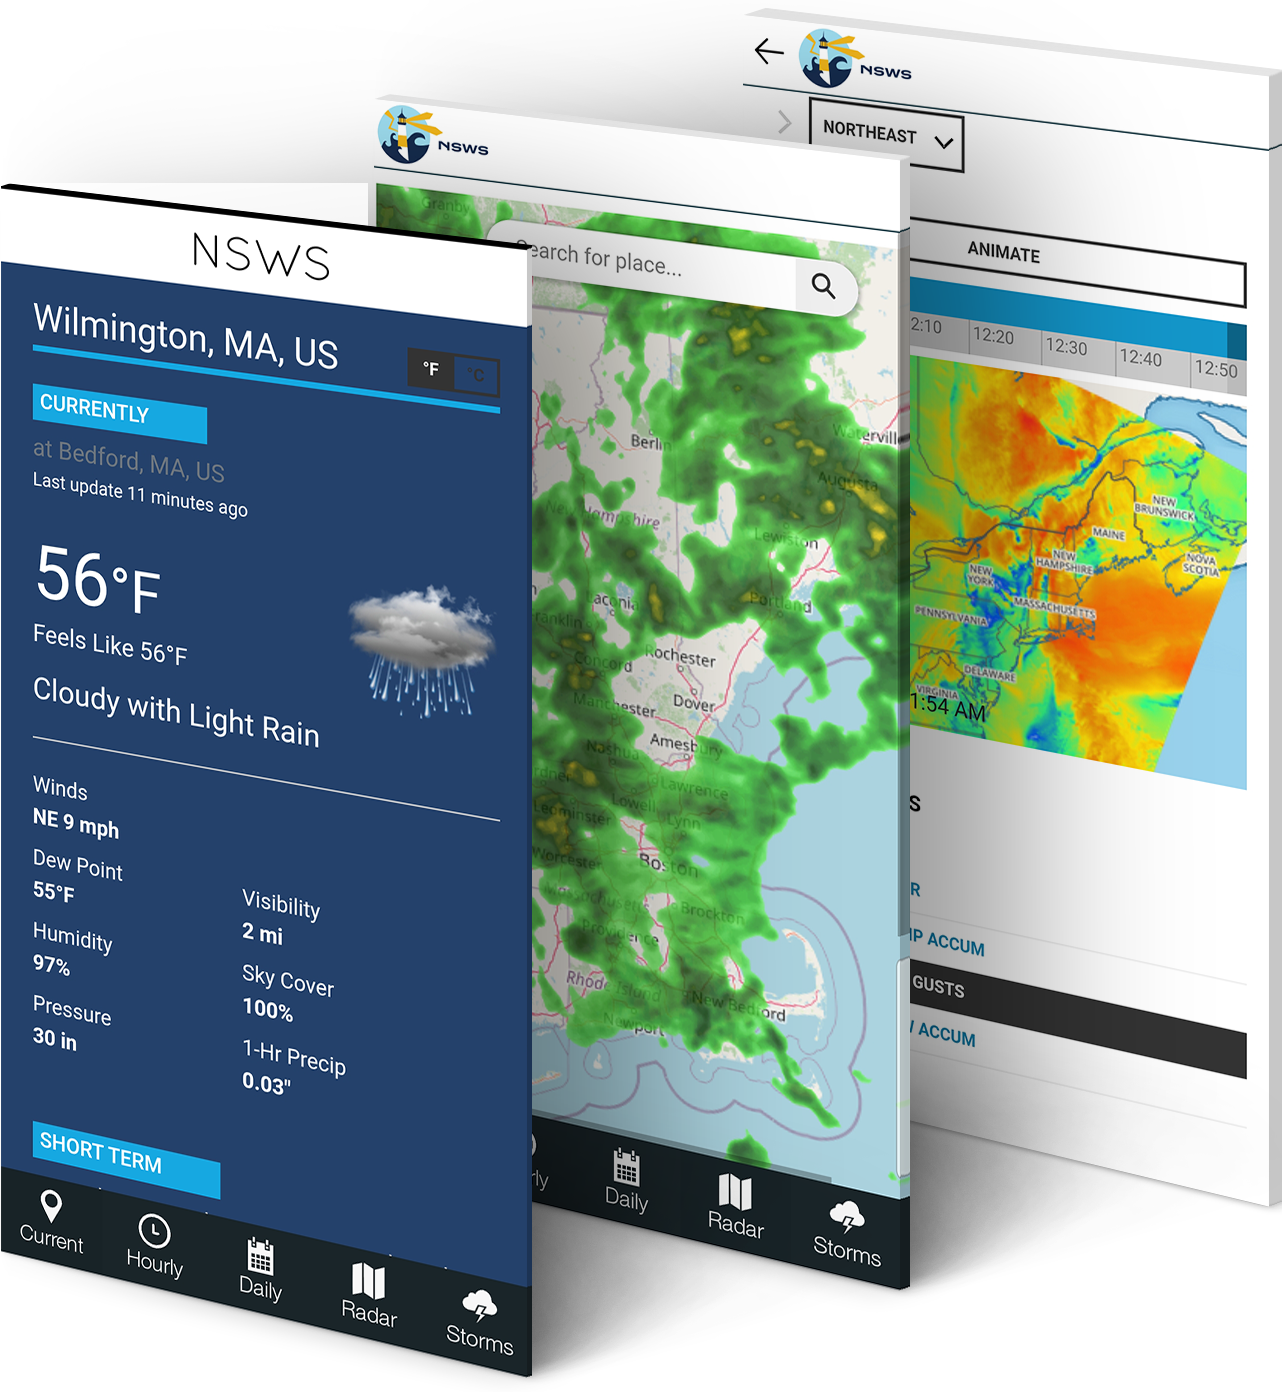 NSWS
Wilmington, MA, US
°F
°C
CURRENTLY
at Bedford, MA, US
Last update 11 minutes ago
56°F
Feels Like 56°F
Cloudy with Light Rain
Winds
NE 9 mph
Dew Point
55°F
Humidity
97%
Pressure
30 in
Visibility
2 mi
Sky Cover
100%
1-Hr Precip
0.03"
SHORT TERM
Current
Hourly
Daily
Radar
Storms
NSWS
Granby
Search for place...
Berlin
Waterville
Augusta
New Hampshire
Lewiston
Laconia
Portland
Franklin
Concord
Rochester
Manchester
Dover
Nashua
Amesbury
Lawrence
Lowell
Leominster
Lynn
Worcester
Boston
Massachusetts
Brockton
Providence
Rhode Island
New Bedford
Newport
rly
Daily
Radar
Storms
NSWS
NORTHEAST
ANIMATE
2:10
12:20
12:30
12:40
12:50
NEW BRUNSWICK
MAINE
NEW HAMPSHIRE
NOVA SCOTIA
NEW YORK
MASSACHUSETTS
PENNSYLVANIA
DELAWARE
VIRGINIA
1:54 AM
S
R
IP ACCUM
GUSTS
ACCUM